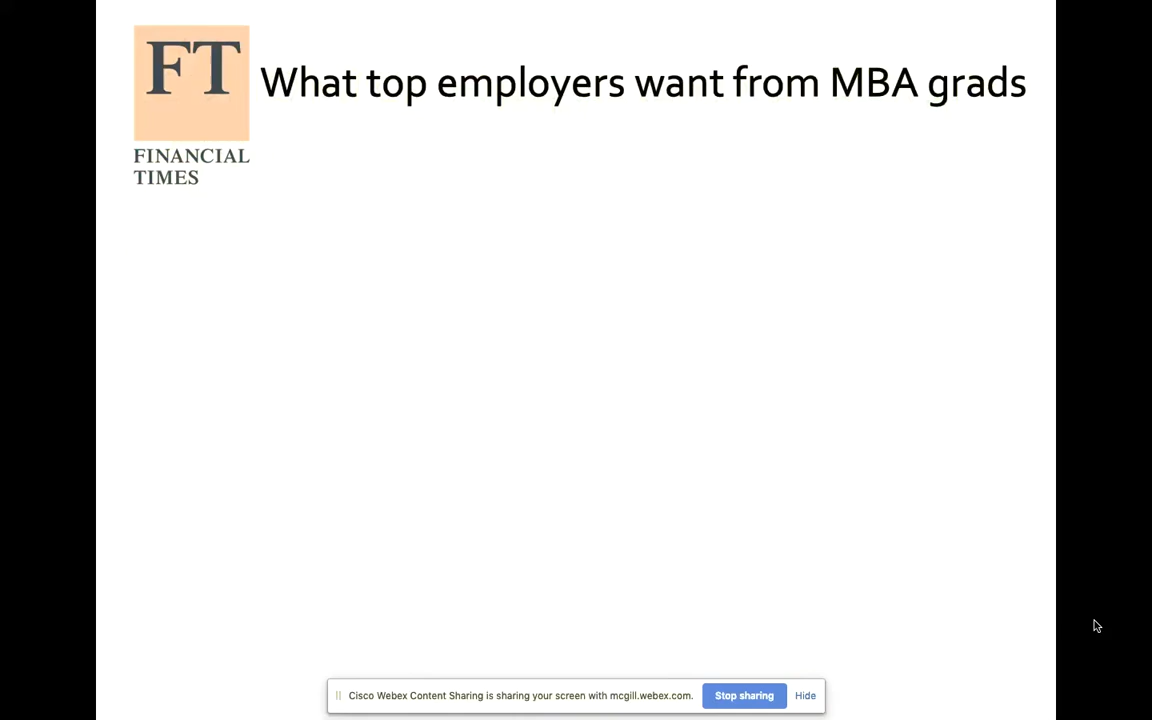 FT
What top employers want from MBA grads
FINANCIAL
TIMES
Cisco Webex Content Sharing is sharing your screen with mcgill.webex.com.
Stop sharing
Hide